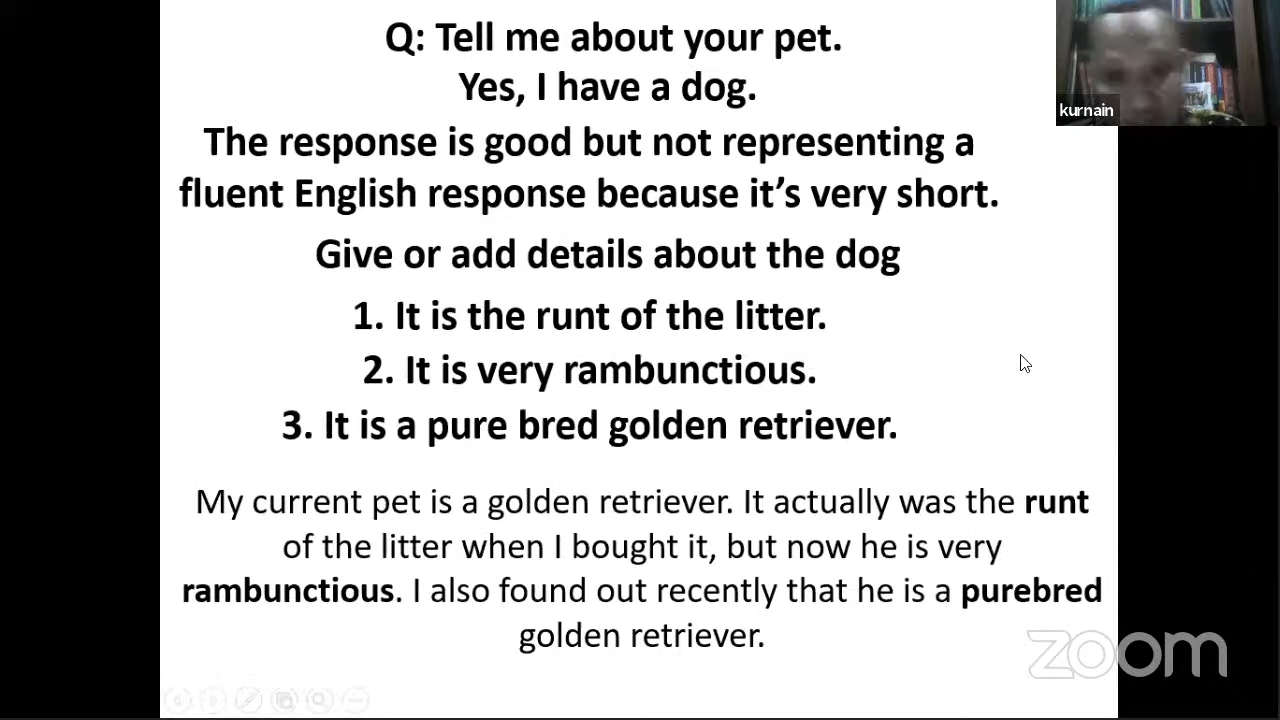 Q: Tell me about your pet.
Yes, I have a dog.
The response is good but not representing a
fluent English response because it's very short.
Give or add details about the dog
1. It is the runt of the litter.
2. It is very rambunctious.
3. It is a pure bred golden retriever.
My current pet is a golden retriever. It actually was the runt
of the litter when I bought it, but now he is very
rambunctious. I also found out recently that he is a purebred
golden retriever.
kurnain
zoom